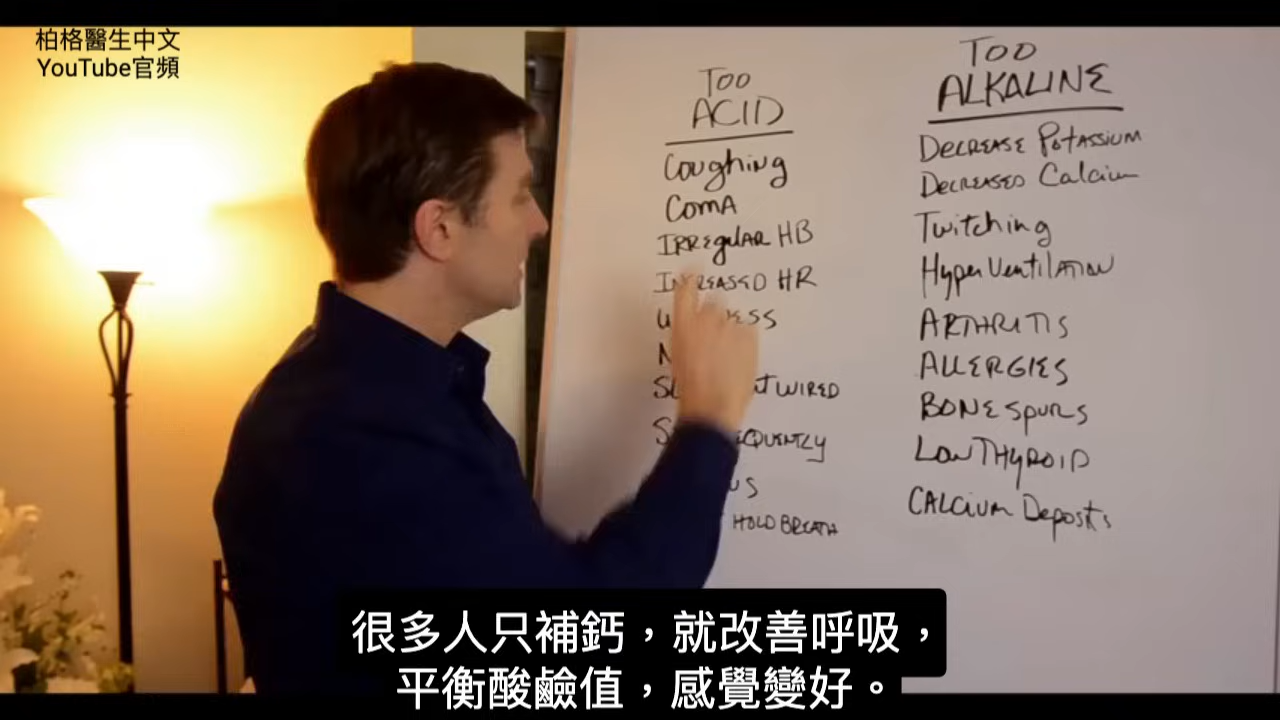 柏格醫生中文
YouTube官頻
TOO
ACID
Coughing
COMA
IRREgulAR HB
INCREASED HR
WIRED
HOLD BREATH
TOO
ALKALINE
DECREASE POTASSIUM
DECREASED Calcium
Twitching
HyperVentilATION
ARTHRITIS
ALLERGIES
BONE SpURS
LOW THYROID
CALCIUM Deposits
很多人只補鈣，就改善呼吸，
平衡酸鹼值，感覺變好。